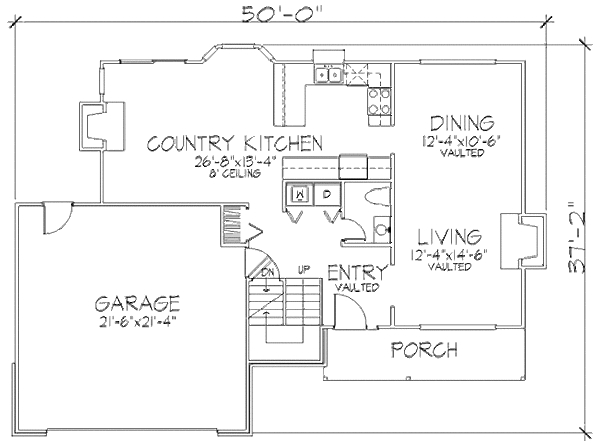 50'-0"
COUNTRY KITCHEN
26'-8"x15'-4"
8' CEILING
DINING
12'-4"x10'-6"
VAULTED
W D
LIVING
12'-4"x14'-6"
VAULTED
37'-2"
DN UP
ENTRY
VAULTED
GARAGE
21'-6"x21'-4"
PORCH